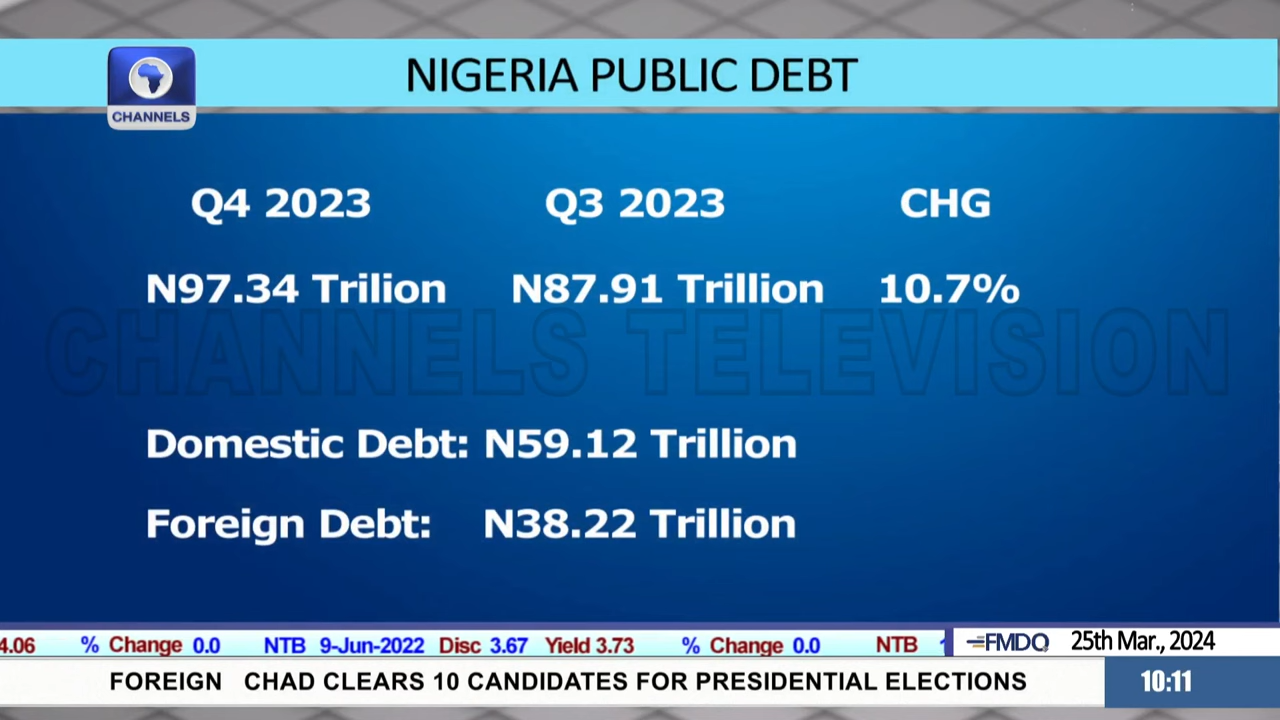 NIGERIA PUBLIC DEBT
CHANNELS
Q4 2023 Q3 2023 CHG
N97.34 Trilion N87.91 Trillion 10.7%
CHANNELS TELEVISION
Domestic Debt: N59.12 Trillion
Foreign Debt: N38.22 Trillion
4.06 % Change 0.0 NTB 9-Jun-2022 Disc 3.67 Yield 3.73 % Change 0.0 NTB FMDQ 25th Mar., 2024
FOREIGN CHAD CLEARS 10 CANDIDATES FOR PRESIDENTIAL ELECTIONS 10:11